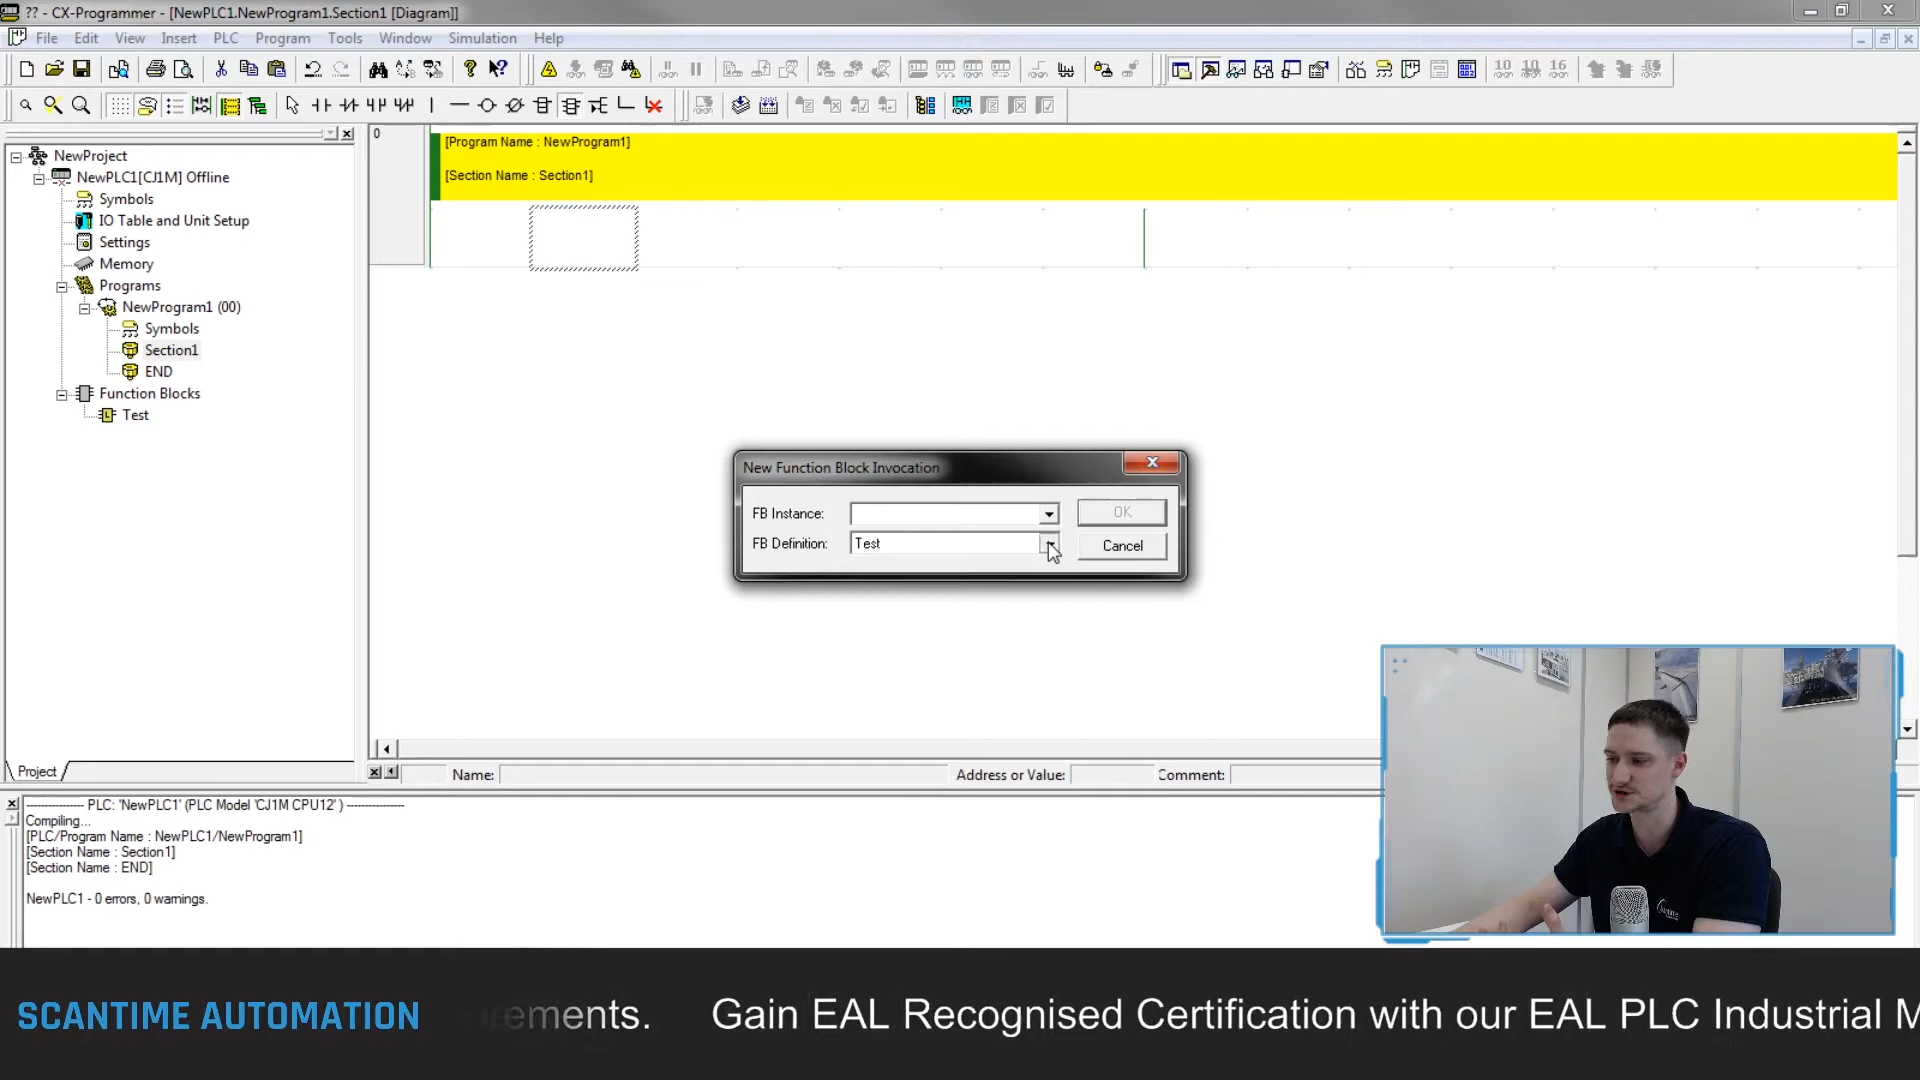 ?? - CX-Programmer - [NewPLC1.NewProgram1.Section1 [Diagram]]
File Edit View Insert PLC Program Tools Window Simulation Help
10 10 16
NewProject
NewPLC1[CJ1M] Offline
Symbols
IO Table and Unit Setup
Settings
Memory
Programs
NewProgram1 (00)
Symbols
Section1
END
Function Blocks
Test
Project
0
[Program Name : NewProgram1]
[Section Name : Section1]
New Function Block Invocation
FB Instance:
OK
FB Definition: Test
Cancel
Name:
Address or Value:
Comment:
---------------- PLC: 'NewPLC1' (PLC Model 'CJ1M CPU12' ) ----------------
Compiling...
[PLC/Program Name : NewPLC1/NewProgram1]
[Section Name : Section1]
[Section Name : END]
NewPLC1 - 0 errors, 0 warnings.
SCANTIME AUTOMATION
ements. Gain EAL Recognised Certification with our EAL PLC Industrial M